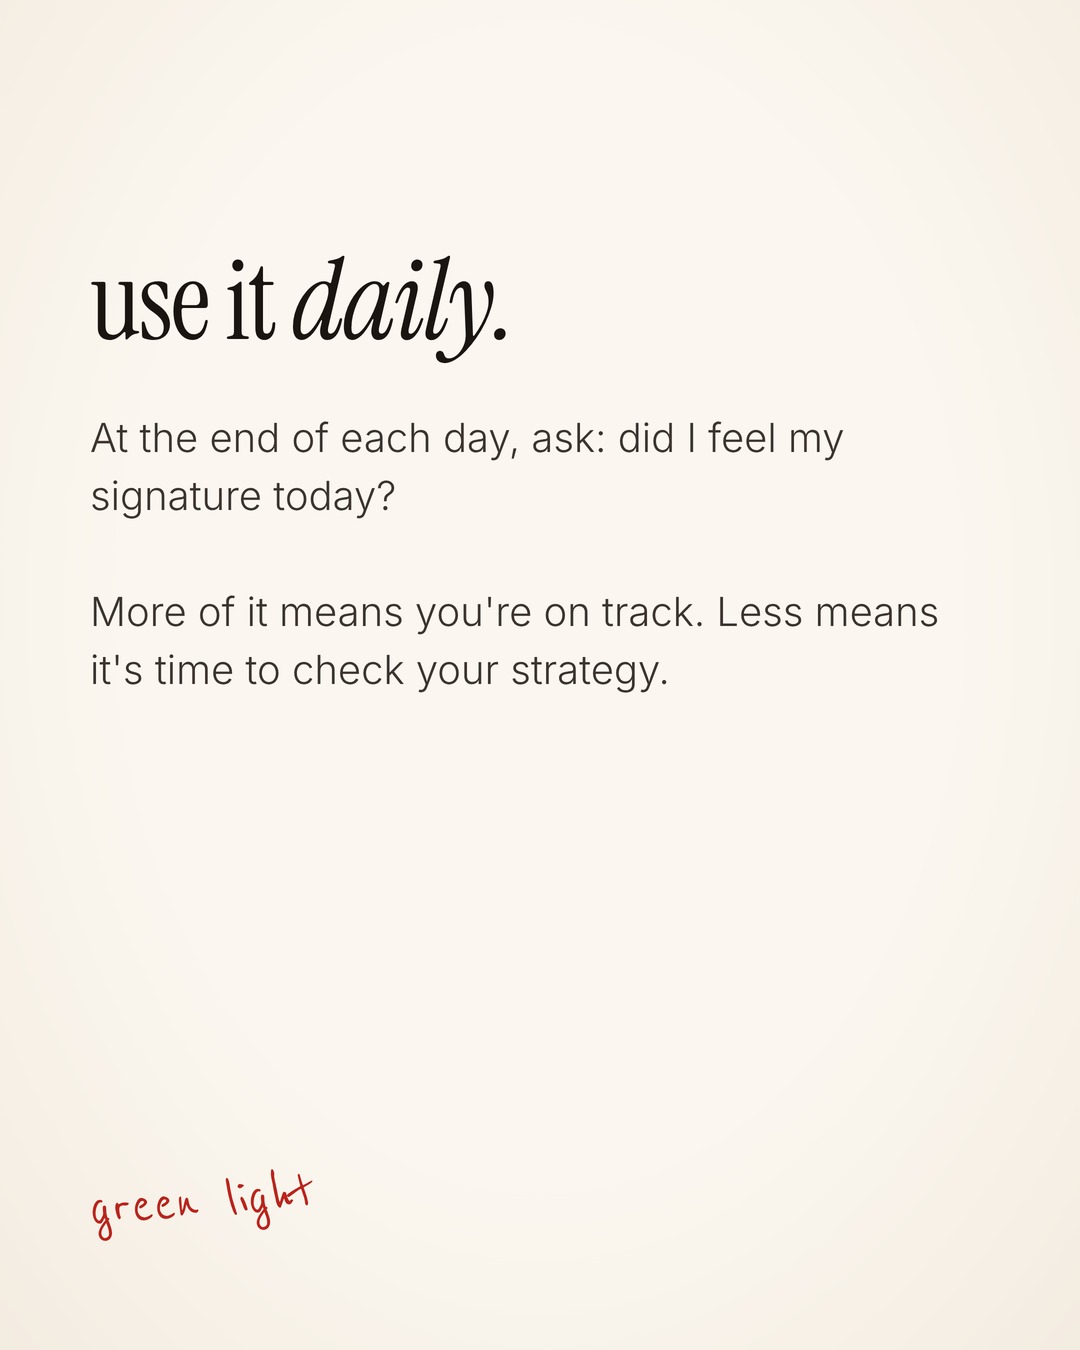 use it daily.
At the end of each day, ask: did I feel my
signature today?
More of it means you're on track. Less means
it's time to check your strategy.
green light